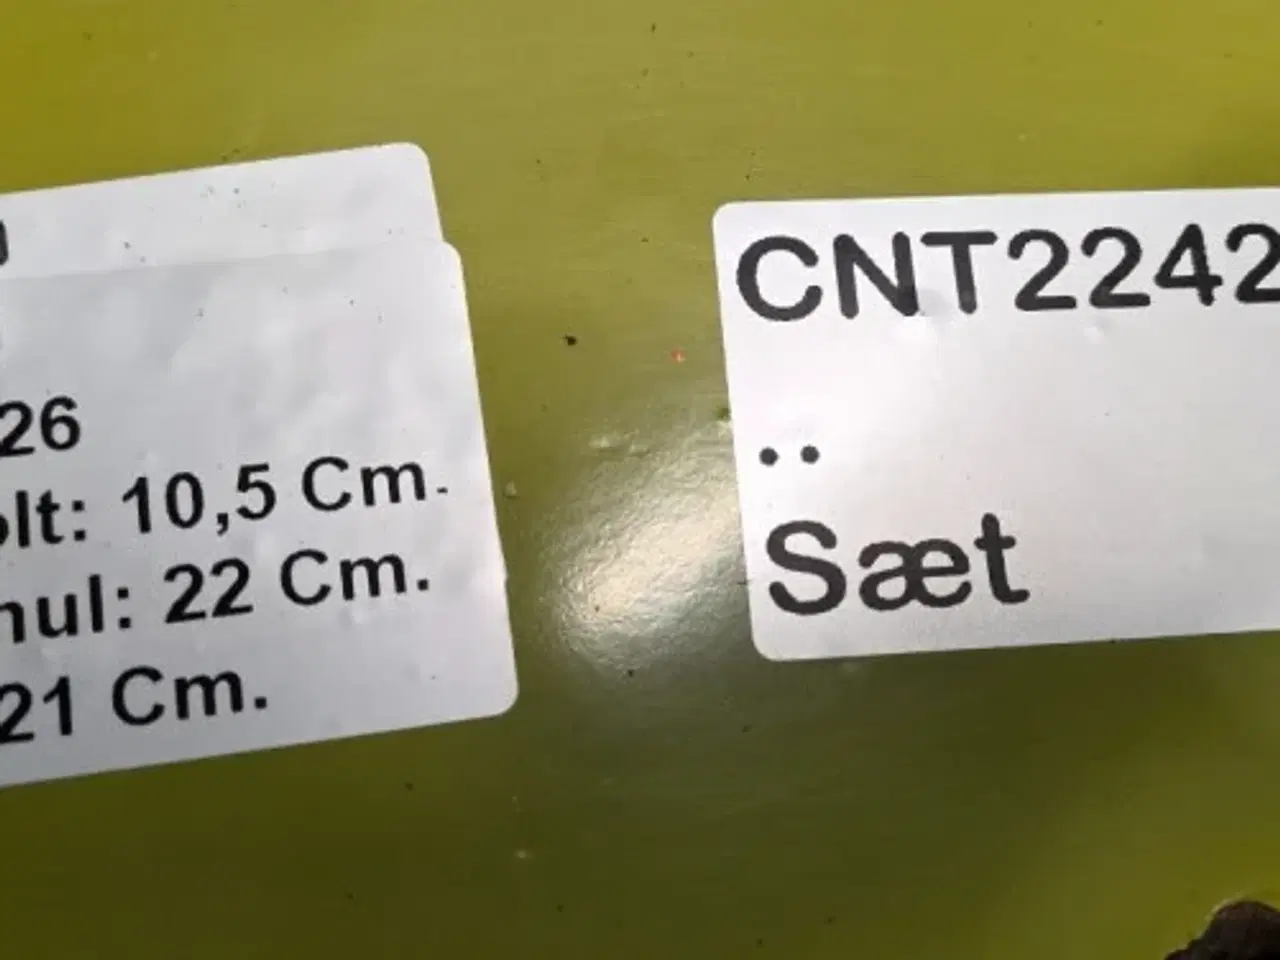 26
olt: 10,5 Cm.
hul: 22 Cm.
21 Cm.
CNT2242
..
Sæt